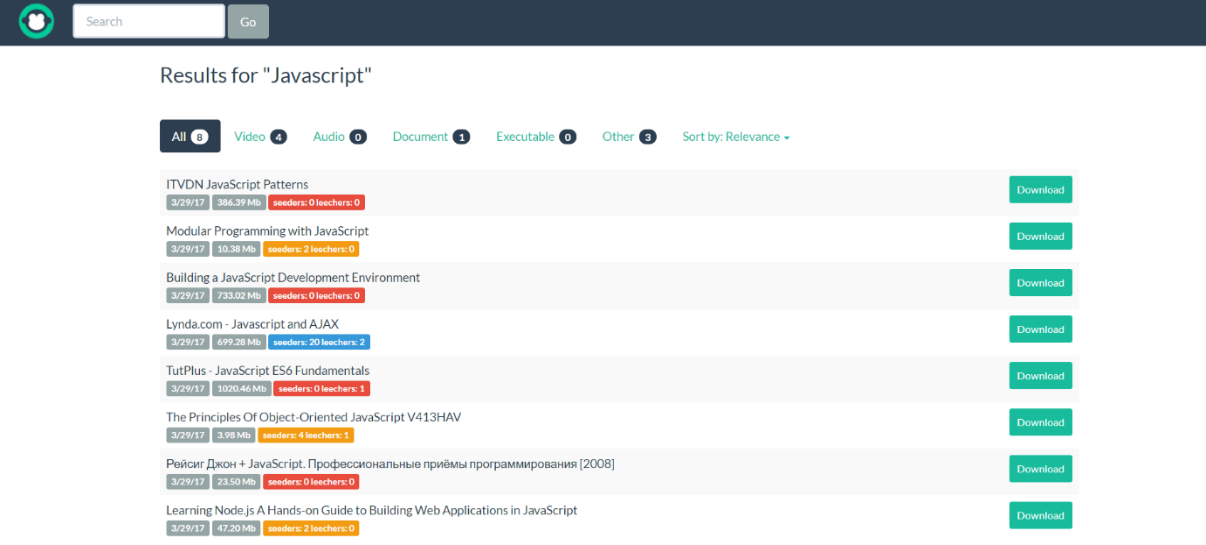 Search Go
Results for "Javascript"
All 8 Video 4 Audio 0 Document 1 Executable 0 Other 3 Sort by: Relevance
ITVDN JavaScript Patterns
3/29/17 386.39 Mb seeders: 0 leechers: 0 Download
Modular Programming with JavaScript
3/29/17 10.38 Mb seeders: 2 leechers: 0 Download
Building a JavaScript Development Environment
3/29/17 733.02 Mb seeders: 0 leechers: 0 Download
Lynda.com - Javascript and AJAX
3/29/17 699.28 Mb seeders: 20 leechers: 2 Download
TutPlus - JavaScript ES6 Fundamentals
3/29/17 1020.46 Mb seeders: 0 leechers: 1 Download
The Principles Of Object-Oriented JavaScript V413HAV
3/29/17 3.98 Mb seeders: 4 leechers: 1 Download
Рейсиг Джон + JavaScript. Профессиональные приёмы программирования [2008]
3/29/17 23.50 Mb seeders: 0 leechers: 0 Download
Learning Node.js A Hands-on Guide to Building Web Applications in JavaScript
3/29/17 47.20 Mb seeders: 2 leechers: 0 Download